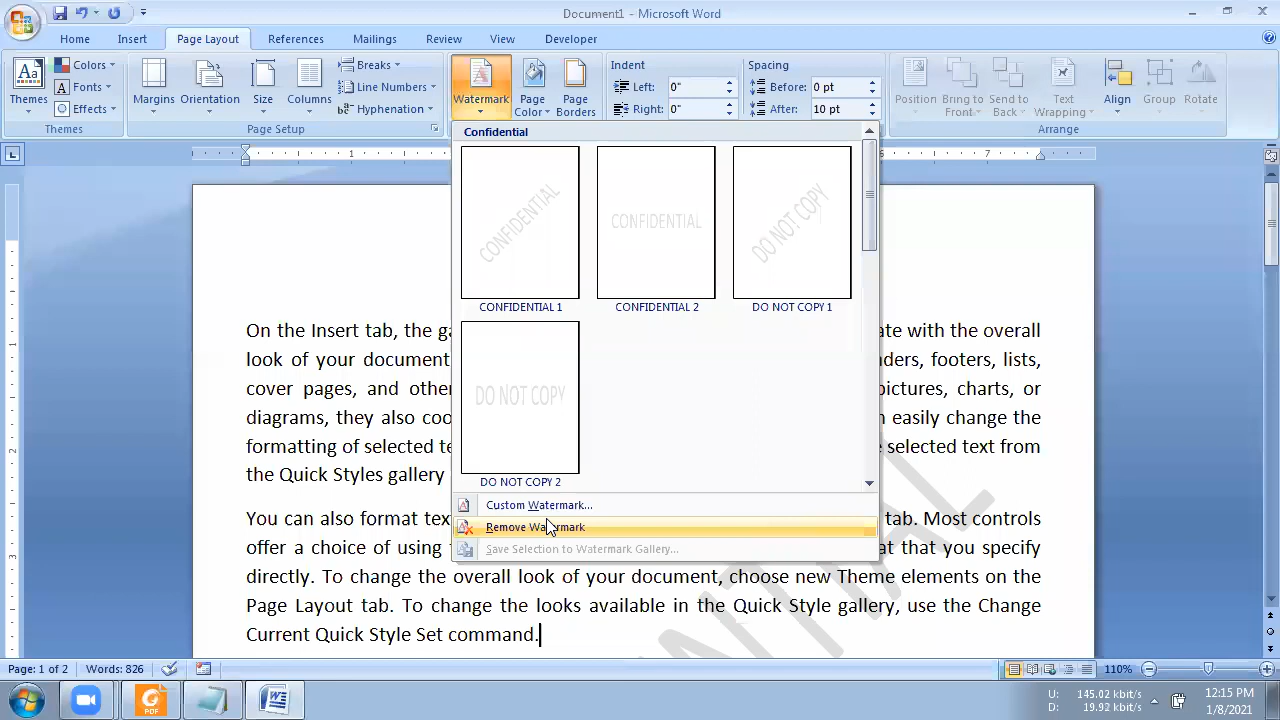 Document1 - Microsoft Word
Home Insert Page Layout References Mailings Review View Developer
Themes
Colors
Fonts
Effects
Themes
Margins Orientation Size Columns
Breaks
Line Numbers
Hyphenation
Page Setup
Watermark
Page Color
Page Borders
Indent
Left: 0"
Right: 0"
Spacing
Before: 0 pt
After: 10 pt
Position
Bring to Front
Send to Back
Text Wrapping
Align
Group
Rotate
Arrange
Confidential
CONFIDENTIAL
CONFIDENTIAL
DO NOT COPY
CONFIDENTIAL 1
CONFIDENTIAL 2
DO NOT COPY 1
DO NOT COPY
DO NOT COPY 2
Custom Watermark...
Remove Watermark
Save Selection to Watermark Gallery...
1 6 7
1
2
On the Insert tab, the with the overall
look of your document footers, lists,
cover pages, and pictures, charts, or
diagrams, they also easily change the
formatting of selected selected text from
the Quick Styles gallery
You can also format tab. Most controls
offer a choice of using that you specify
directly. To change the overall look of your document, choose new Theme elements on the
Page Layout tab. To change the looks available in the Quick Style gallery, use the Change
Current Quick Style Set command.
NTIAL
Page: 1 of 2 Words: 826
110%
PDF
U: 145.02 kbit/s
D: 19.92 kbit/s
12:15 PM
1/8/2021